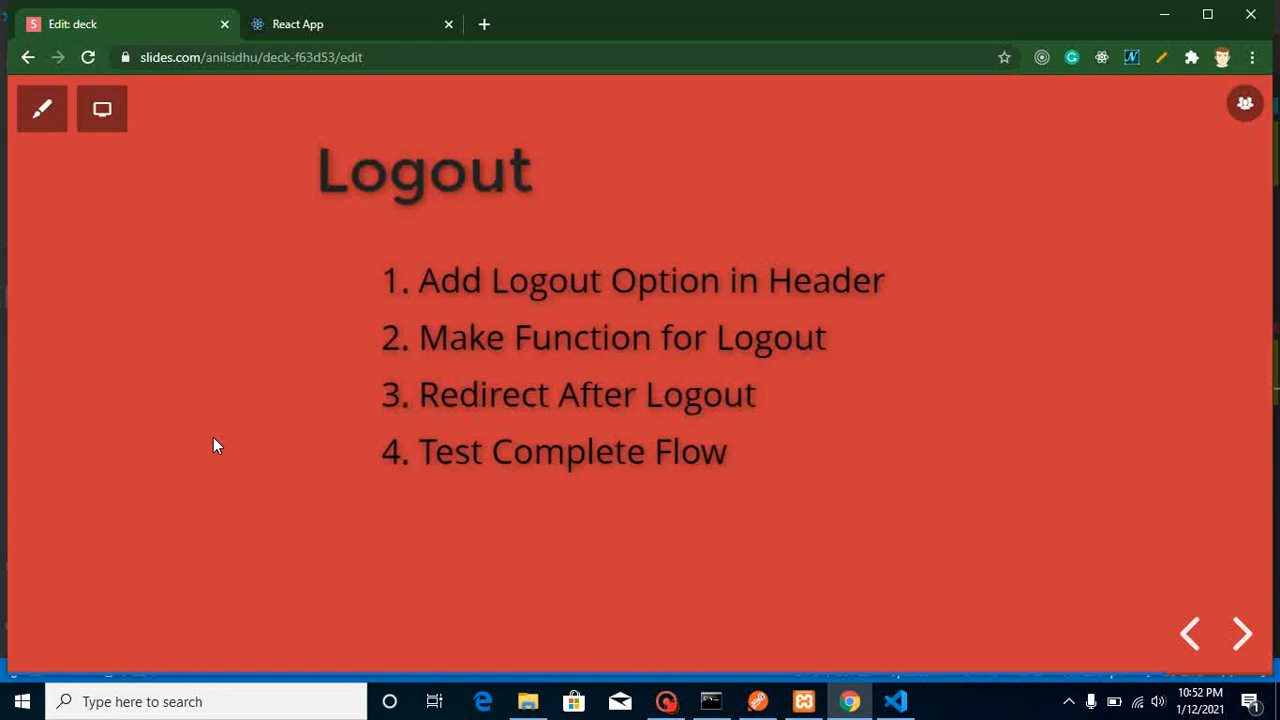 Edit: deck
React App
slides.com/anilsidhu/deck-f63d53/edit
Logout
1. Add Logout Option in Header
2. Make Function for Logout
3. Redirect After Logout
4. Test Complete Flow
Type here to search
10:52 PM
1/12/2021